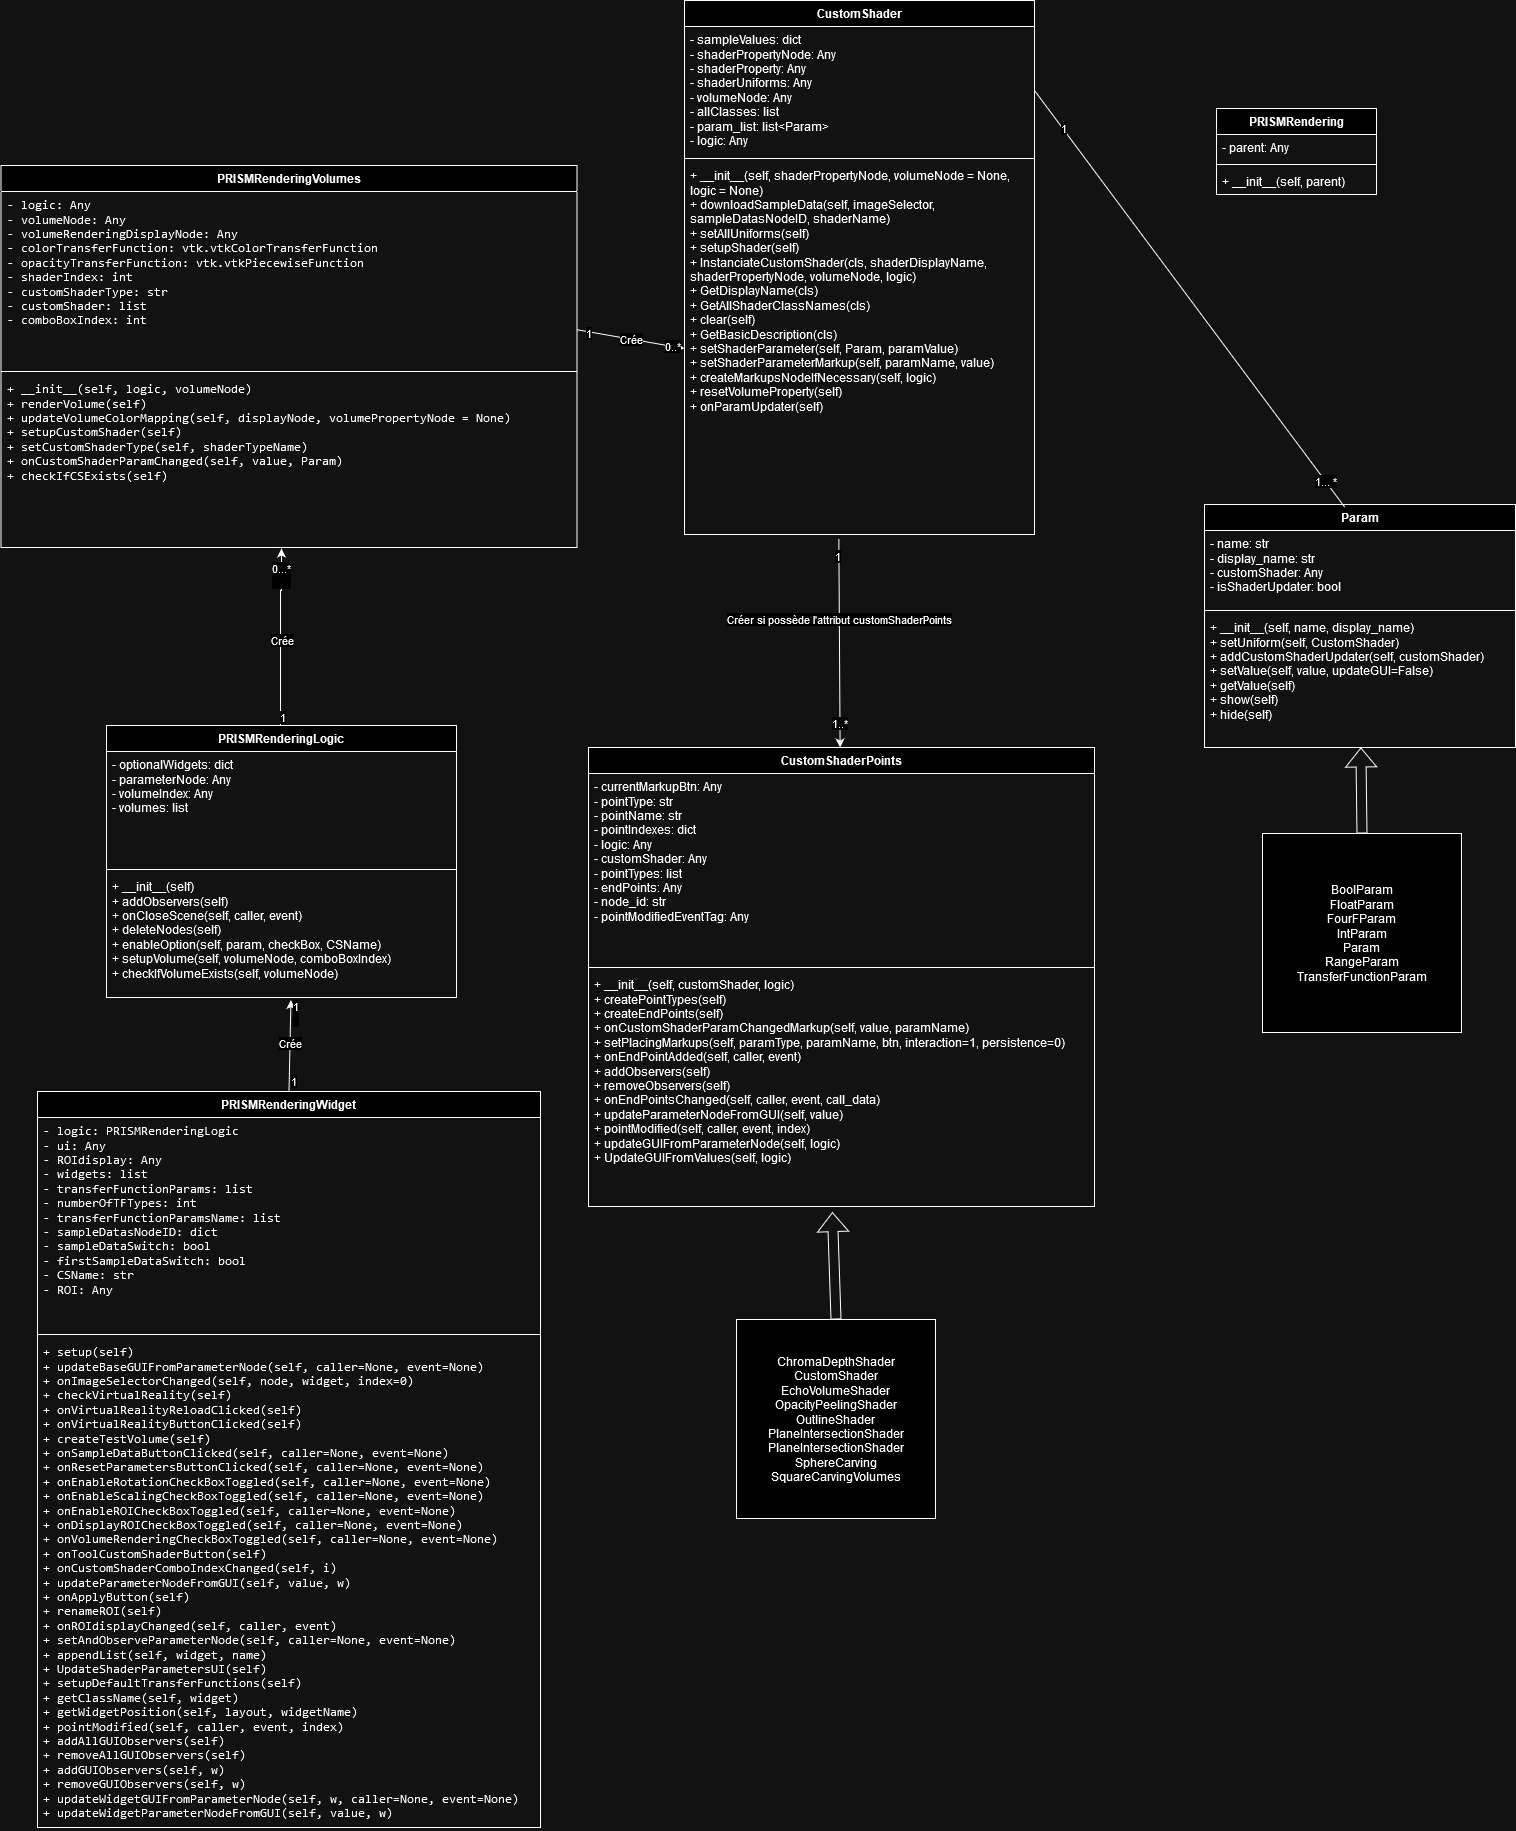 CustomShader
- sampleValues: dict
- shaderPropertyNode: Any
- shaderProperty: Any
- shaderUniforms: Any
- volumeNode: Any
- allClasses: list
- param_list: list<Param>
- logic: Any
+ __init__(self, shaderPropertyNode, volumeNode = None,
logic = None)
+ downloadSampleData(self, imageSelector,
sampleDatasNodeID, shaderName)
+ setAllUniforms(self)
+ setupShader(self)
+ InstanciateCustomShader(cls, shaderDisplayName,
shaderPropertyNode, volumeNode, logic)
+ GetDisplayName(cls)
+ GetAllShaderClassNames(cls)
+ clear(self)
+ GetBasicDescription(cls)
+ setShaderParameter(self, Param, paramValue)
+ setShaderParameterMarkup(self, paramName, value)
+ createMarkupsNodeIfNecessary(self, logic)
+ resetVolumeProperty(self)
+ onParamUpdater(self)
1
1... *
PRISMRendering
- parent: Any
+ __init__(self, parent)
PRISMRenderingVolumes
- logic: Any
- volumeNode: Any
- volumeRenderingDisplayNode: Any
- colorTransferFunction: vtk.vtkColorTransferFunction
- opacityTransferFunction: vtk.vtkPiecewiseFunction
- shaderIndex: int
- customShaderType: str
- customShader: list
- comboBoxIndex: int
+ __init__(self, logic, volumeNode)
+ renderVolume(self)
+ updateVolumeColorMapping(self, displayNode, volumePropertyNode = None)
+ setupCustomShader(self)
+ setCustomShaderType(self, shaderTypeName)
+ onCustomShaderParamChanged(self, value, Param)
+ checkIfCSExists(self)
1
Crée
0..*
Param
- name: str
- display_name: str
- customShader: Any
- isShaderUpdater: bool
+ __init__(self, name, display_name)
+ setUniform(self, CustomShader)
+ addCustomShaderUpdater(self, customShader)
+ setValue(self, value, updateGUI=False)
+ getValue(self)
+ show(self)
+ hide(self)
0...*
Crée
1
1
Créer si possède l'attribut customShaderPoints
1..*
PRISMRenderingLogic
- optionalWidgets: dict
- parameterNode: Any
- volumeIndex: Any
- volumes: list
+ __init__(self)
+ addObservers(self)
+ onCloseScene(self, caller, event)
+ deleteNodes(self)
+ enableOption(self, param, checkBox, CSName)
+ setupVolume(self, volumeNode, comboBoxIndex)
+ checkIfVolumeExists(self, volumeNode)
CustomShaderPoints
- currentMarkupBtn: Any
- pointType: str
- pointName: str
- pointIndexes: dict
- logic: Any
- customShader: Any
- pointTypes: list
- endPoints: Any
- node_id: str
- pointModifiedEventTag: Any
+ __init__(self, customShader, logic)
+ createPointTypes(self)
+ createEndPoints(self)
+ onCustomShaderParamChangedMarkup(self, value, paramName)
+ setPlacingMarkups(self, paramType, paramName, btn, interaction=1, persistence=0)
+ onEndPointAdded(self, caller, event)
+ addObservers(self)
+ removeObservers(self)
+ onEndPointsChanged(self, caller, event, call_data)
+ updateParameterNodeFromGUI(self, value)
+ pointModified(self, caller, event, index)
+ updateGUIFromParameterNode(self, logic)
+ UpdateGUIFromValues(self, logic)
BoolParam
FloatParam
FourFParam
IntParam
Param
RangeParam
TransferFunctionParam
1
Crée
1
PRISMRenderingWidget
- logic: PRISMRenderingLogic
- ui: Any
- ROIdisplay: Any
- widgets: list
- transferFunctionParams: list
- numberOfTFTypes: int
- transferFunctionParamsName: list
- sampleDatasNodeID: dict
- sampleDataSwitch: bool
- firstSampleDataSwitch: bool
- CSName: str
- ROI: Any
+ setup(self)
+ updateBaseGUIFromParameterNode(self, caller=None, event=None)
+ onImageSelectorChanged(self, node, widget, index=0)
+ checkVirtualReality(self)
+ onVirtualRealityReloadClicked(self)
+ onVirtualRealityButtonClicked(self)
+ createTestVolume(self)
+ onSampleDataButtonClicked(self, caller=None, event=None)
+ onResetParametersButtonClicked(self, caller=None, event=None)
+ onEnableRotationCheckBoxToggled(self, caller=None, event=None)
+ onEnableScalingCheckBoxToggled(self, caller=None, event=None)
+ onEnableROICheckBoxToggled(self, caller=None, event=None)
+ onDisplayROICheckBoxToggled(self, caller=None, event=None)
+ onVolumeRenderingCheckBoxToggled(self, caller=None, event=None)
+ onToolCustomShaderButton(self)
+ onCustomShaderComboIndexChanged(self, i)
+ updateParameterNodeFromGUI(self, value, w)
+ onApplyButton(self)
+ renameROI(self)
+ onROIdisplayChanged(self, caller, event)
+ setAndObserveParameterNode(self, caller=None, event=None)
+ appendList(self, widget, name)
+ UpdateShaderParametersUI(self)
+ setupDefaultTransferFunctions(self)
+ getClassName(self, widget)
+ getWidgetPosition(self, layout, widgetName)
+ pointModified(self, caller, event, index)
+ addAllGUIObservers(self)
+ removeAllGUIObservers(self)
+ addGUIObservers(self, w)
+ removeGUIObservers(self, w)
+ updateWidgetGUIFromParameterNode(self, w, caller=None, event=None)
+ updateWidgetParameterNodeFromGUI(self, value, w)
ChromaDepthShader
CustomShader
EchoVolumeShader
OpacityPeelingShader
OutlineShader
PlaneIntersectionShader
PlaneIntersectionShader
SphereCarving
SquareCarvingVolumes